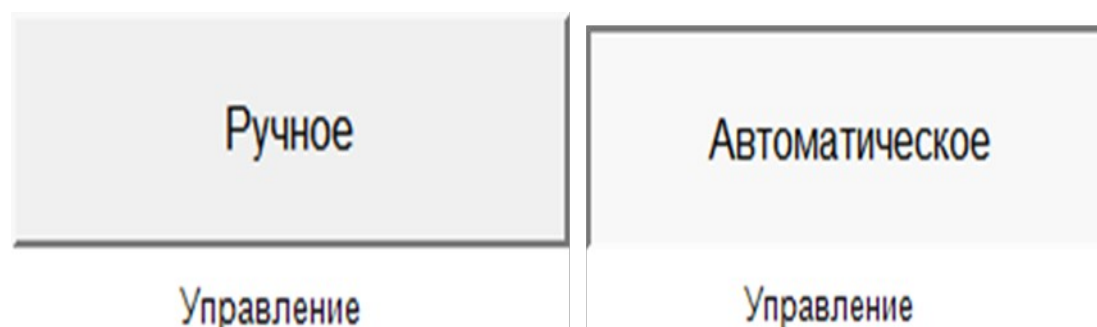 Ручное
Автоматическое
Управление
Управление